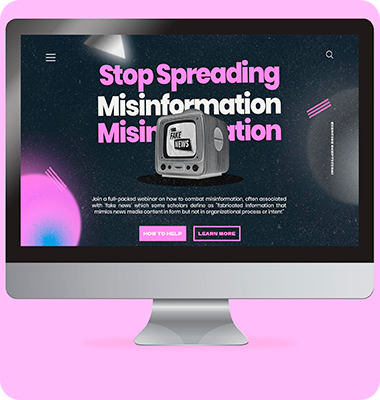 Stop Spreading
Misinformation
Misinformation
FAKE
NEWS
Join a full-packed webinar on how to combat misinformation, often associated
with 'fake news' which some scholars define as "fabricated information that
mimics news media content in form but not in organizational process or intent"
HOW TO HELP
LEARN MORE